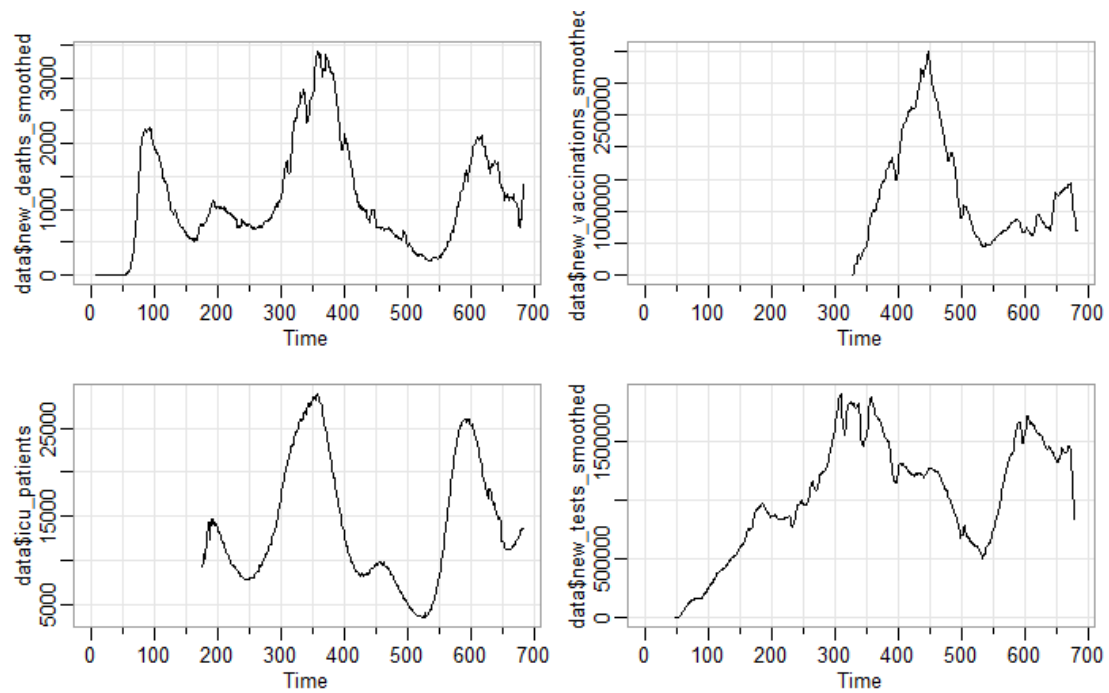 data$new_deaths_smoothed
3000
2000
1000
0
0 100 200 300 400 500 600 700
Time
data$new_vaccinations_smoothed
2500000
1000000
0
0 100 200 300 400 500 600 700
Time
data$icu_patients
25000
15000
5000
0 100 200 300 400 500 600 700
Time
data$new_tests_smoothed
1500000
500000
0
0 100 200 300 400 500 600 700
Time